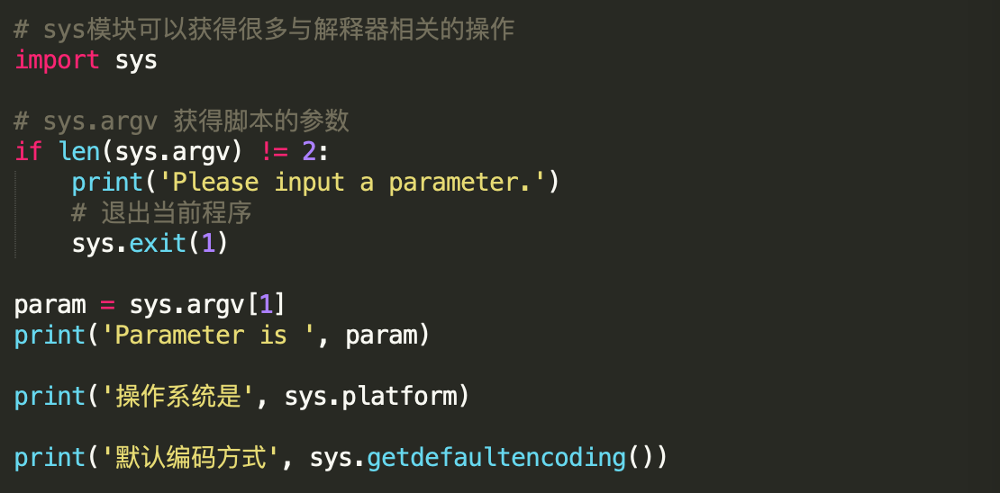 # sys模块可以获得很多与解释器相关的操作
import sys
# sys.argv 获得脚本的参数
if len(sys.argv) != 2:
    print('Please input a parameter.')
    # 退出当前程序
    sys.exit(1)
param = sys.argv[1]
print('Parameter is ', param)
print('操作系统是', sys.platform)
print('默认编码方式', sys.getdefaultencoding())